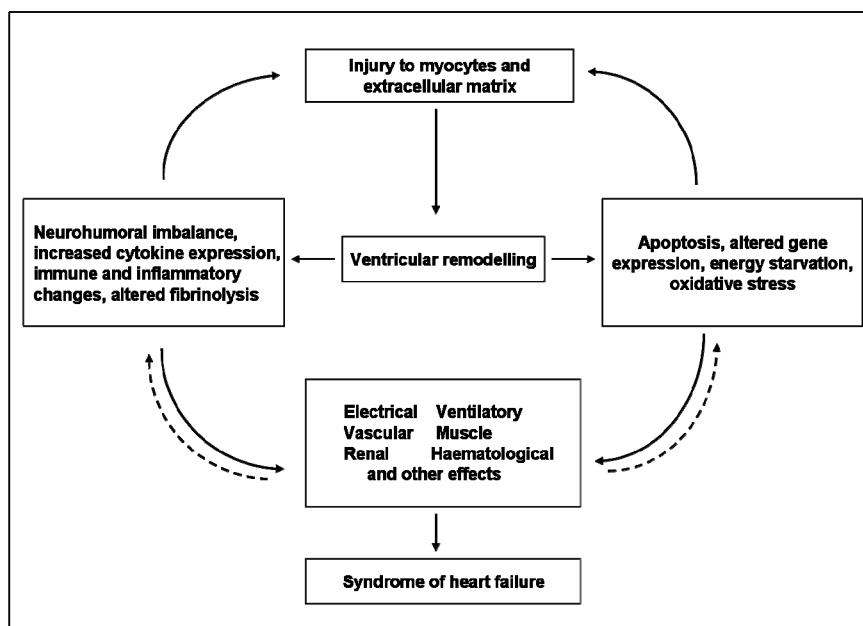 Injury to myocytes and
extracellular matrix
Neurohumoral imbalance,
increased cytokine expression,
immune and inflammatory
changes, altered fibrinolysis
Ventricular remodelling
Apoptosis, altered gene
expression, energy starvation,
oxidative stress
Electrical Ventilatory
Vascular Muscle
Renal Haematological
and other effects
Syndrome of heart failure